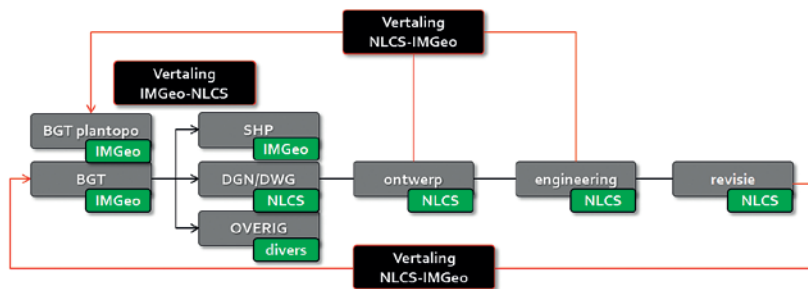 Vertaling
NLCS-IMGeo
Vertaling
IMGeo-NLCS
BGT plantopo
IMGeo
SHP
IMGeo
BGT
IMGeo
DGN/DWG
NLCS
ontwerp
NLCS
engineering
NLCS
revisie
NLCS
OVERIG
divers
Vertaling
NLCS-IMGeo